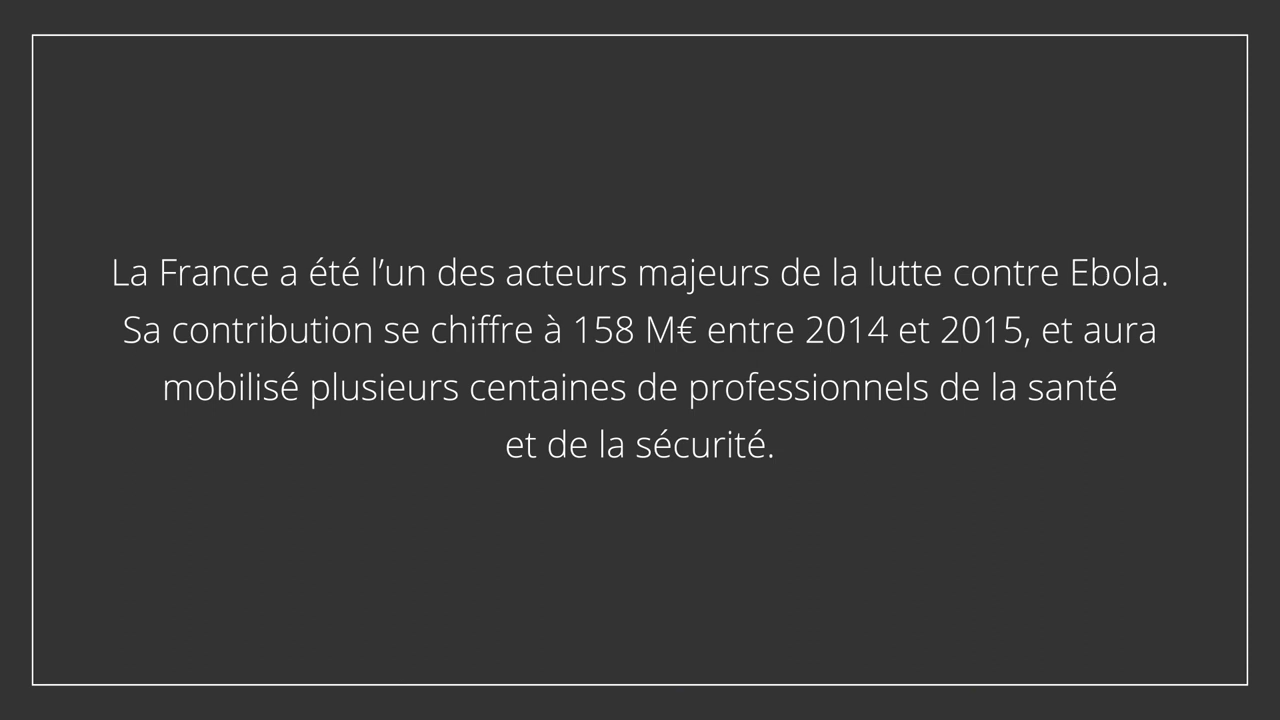 La France a été l’un des acteurs majeurs de la lutte contre Ebola.
Sa contribution se chiffre à 158 M€ entre 2014 et 2015, et aura
mobilisé plusieurs centaines de professionnels de la santé
et de la sécurité.